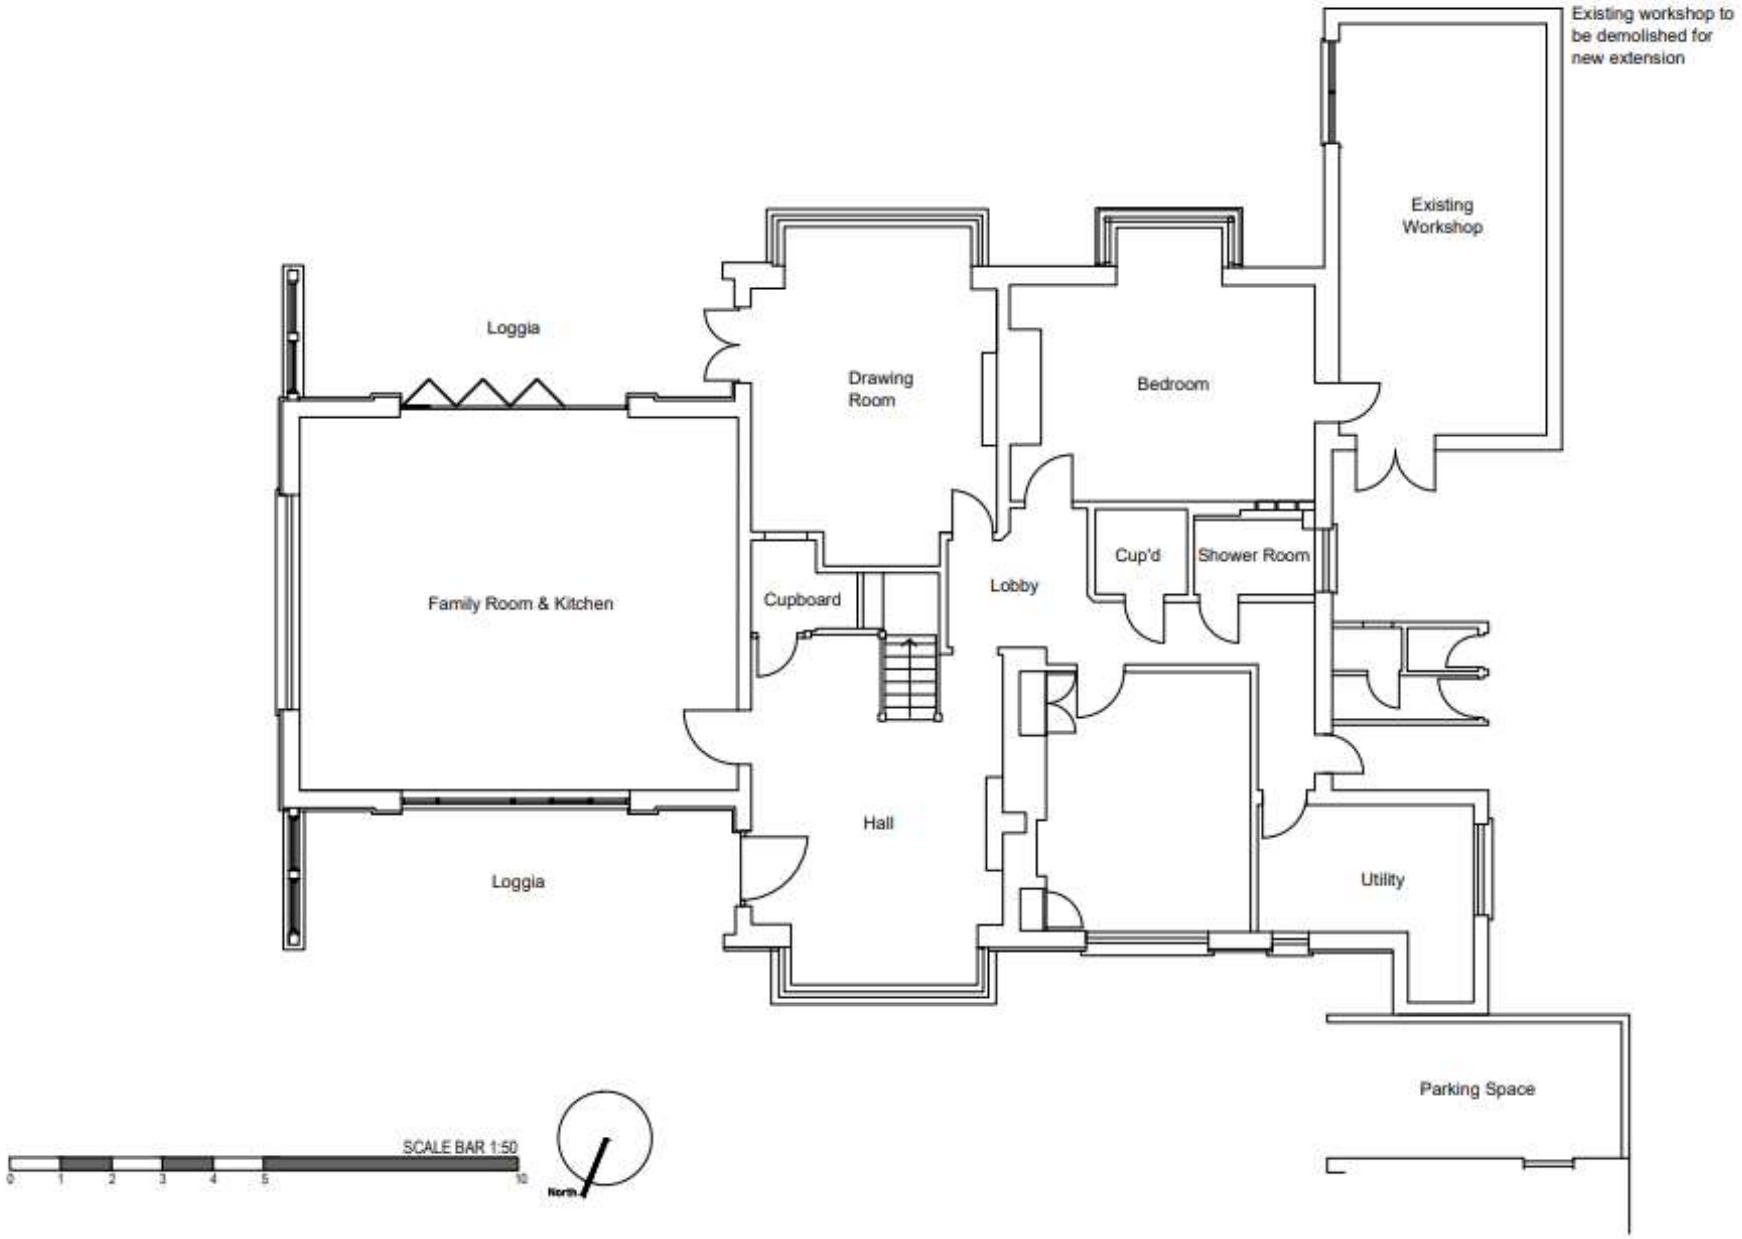 Existing workshop to
be demolished for
new extension
Existing
Workshop
Loggia
Drawing
Room
Bedroom
Cup'd
Shower Room
Lobby
Cupboard
Family Room & Kitchen
Hall
Loggia
Utility
Parking Space
SCALE BAR 1:50
0 1 2 3 4 5 10
North